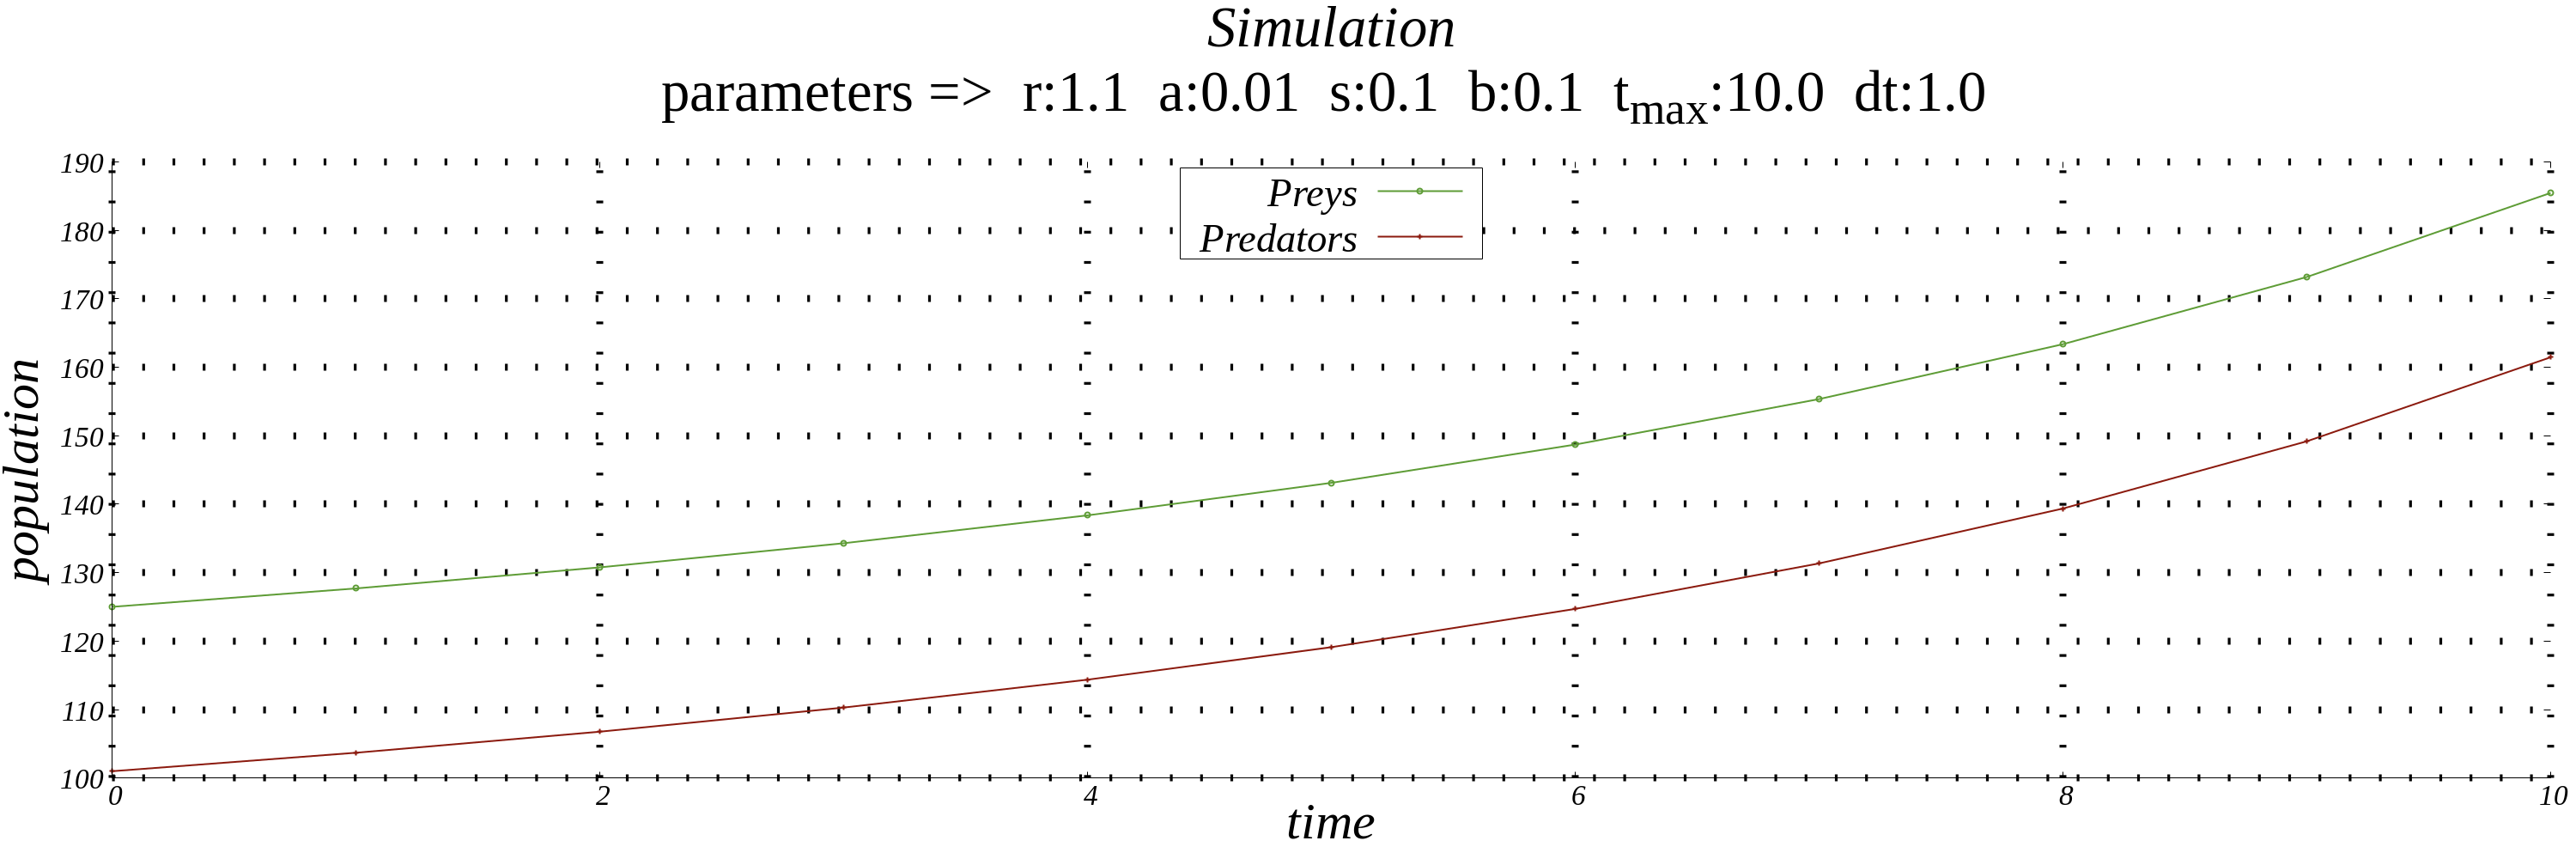 Simulation
parameters => r:1.1 a:0.01 s:0.1 b:0.1 tmax:10.0 dt:1.0
190
180
170
160
150
140
130
120
110
100
population
Preys
Predators
0 2 4 6 8 10
time